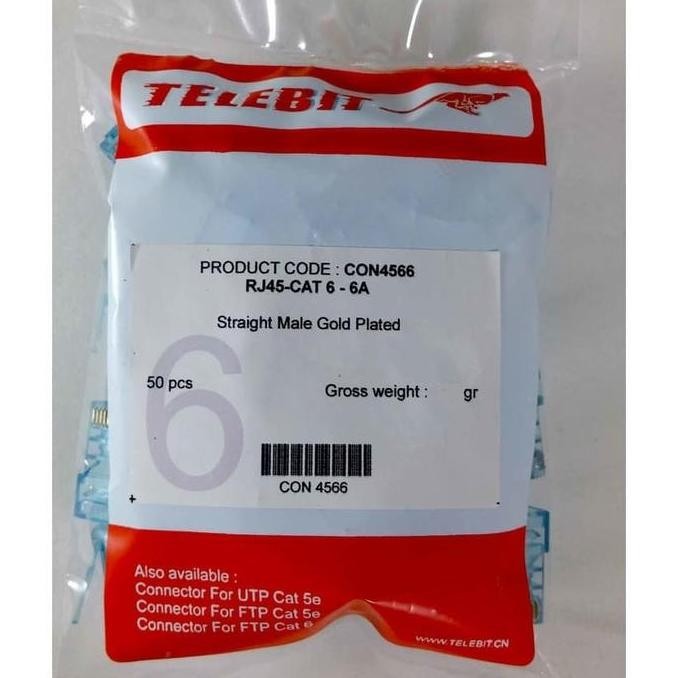 TELEBIT
PRODUCT CODE : CON4566
RJ45-CAT 6 - 6A
Straight Male Gold Plated
6
50 pcs
Gross weight : gr
CON 4566
Also available :
Connector For UTP Cat 5e
Connector For FTP Cat 5e
Connector For FTP Cat 6
WWW.TELEBIT.CN